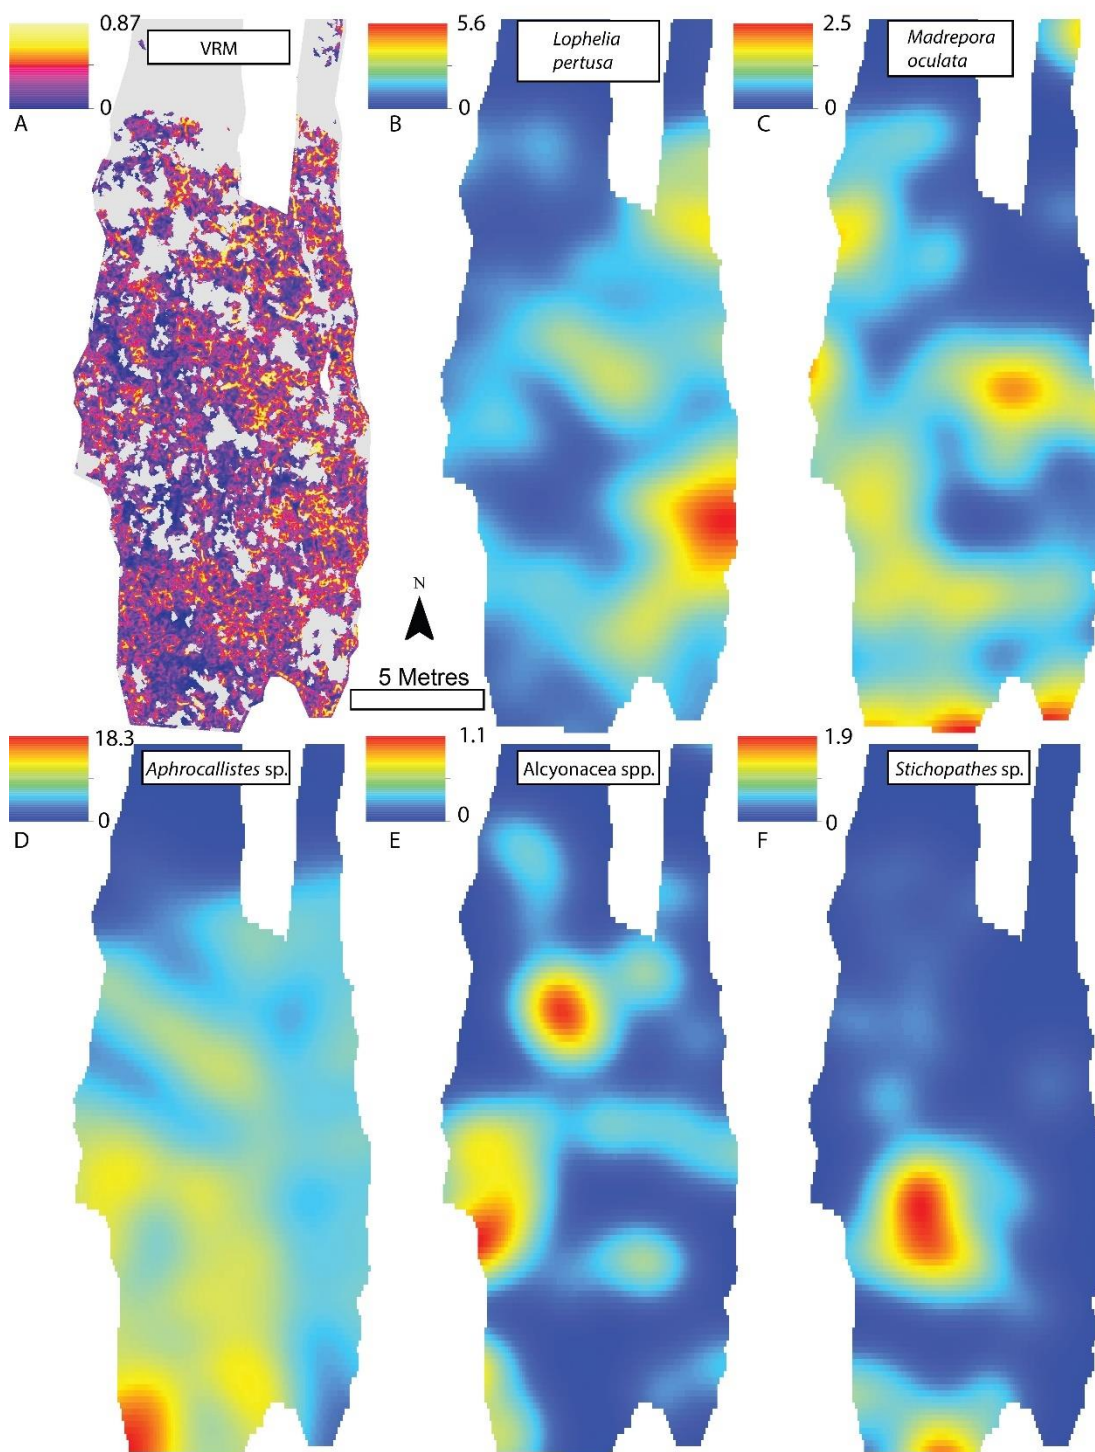 0.87
VRM
0
A
5.6
Lophelia
pertusa
0
B
2.5
Madrepora
oculata
0
C
N
5 Metres
18.3
Aphrocallistes sp.
0
D
1.1
Alcyonacea spp.
0
E
1.9
Stichopathes sp.
0
F